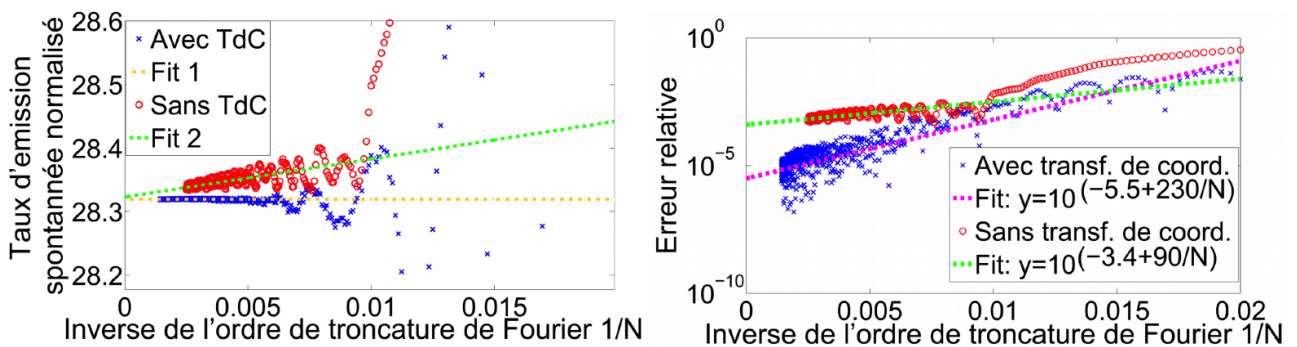 Taux d'emission
spontannée normalisé
28.6
28.5
28.4
28.3
28.2
0
0.005
0.01
0.015
Avec TdC
Fit 1
Sans TdC
Fit 2
Inverse de l'ordre de troncature de Fourier 1/N
Erreur relative
10^0
10^−5
10^−10
0
0.005
0.01
0.015
0.02
Avec transf. de coord.
Fit: y=10^(−5.5+230/N)
Sans transf. de coord.
Fit: y=10^(−3.4+90/N)
Inverse de l'ordre de troncature de Fourier 1/N